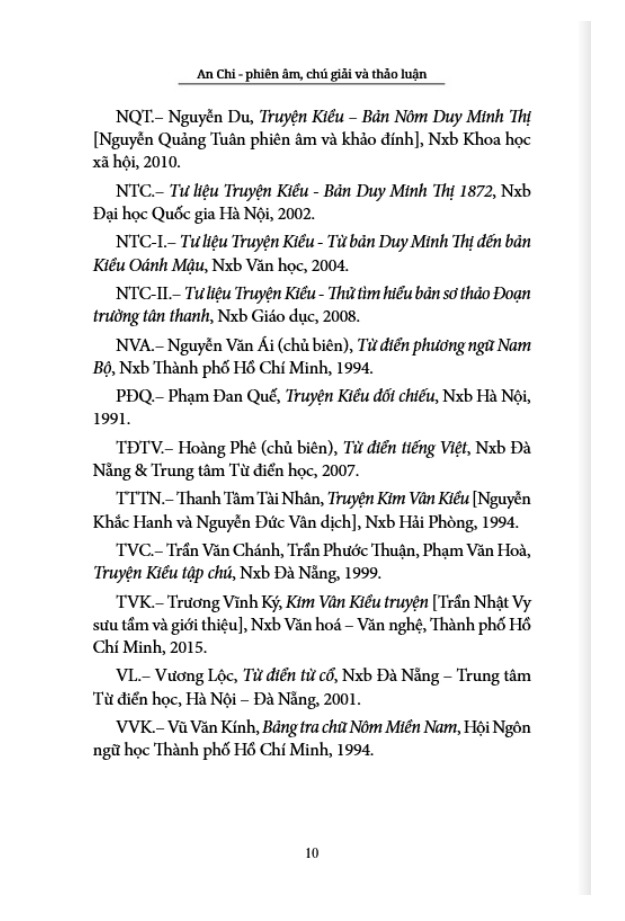 An Chi - phiên âm, chú giải và thảo luận
NQT.– Nguyễn Du, Truyện Kiều – Bản Nôm Duy Minh Thị
[Nguyễn Quảng Tuân phiên âm và khảo đính], Nxb Khoa học
xã hội, 2010.
NTC.– Tư liệu Truyện Kiều - Bản Duy Minh Thị 1872, Nxb
Đại học Quốc gia Hà Nội, 2002.
NTC-I.– Tư liệu Truyện Kiều - Từ bản Duy Minh Thị đến bản
Kiều Oánh Mậu, Nxb Văn học, 2004.
NTC-II.– Tư liệu Truyện Kiều - Thử tìm hiểu bản sơ thảo Đoạn
trường tân thanh, Nxb Giáo dục, 2008.
NVA.– Nguyễn Văn Ái (chủ biên), Từ điển phương ngữ Nam
Bộ, Nxb Thành phố Hồ Chí Minh, 1994.
PĐQ.– Phạm Đan Quế, Truyện Kiều đối chiếu, Nxb Hà Nội,
1991.
TĐTV.– Hoàng Phê (chủ biên), Từ điển tiếng Việt, Nxb Đà
Nẵng & Trung tâm Từ điển học, 2007.
TTTN.– Thanh Tâm Tài Nhân, Truyện Kim Vân Kiều [Nguyễn
Khắc Hanh và Nguyễn Đức Vân dịch], Nxb Hải Phòng, 1994.
TVC.– Trần Văn Chánh, Trần Phước Thuận, Phạm Văn Hoà,
Truyện Kiều tập chú, Nxb Đà Nẵng, 1999.
TVK.– Trương Vĩnh Ký, Kim Vân Kiều truyện [Trần Nhật Vy
sưu tầm và giới thiệu], Nxb Văn hoá – Văn nghệ, Thành phố Hồ
Chí Minh, 2015.
VL.– Vương Lộc, Từ điển từ cổ, Nxb Đà Nẵng – Trung tâm
Từ điển học, Hà Nội – Đà Nẵng, 2001.
VVK.– Vũ Văn Kính, Bảng tra chữ Nôm Miền Nam, Hội Ngôn
ngữ học Thành phố Hồ Chí Minh, 1994.
10